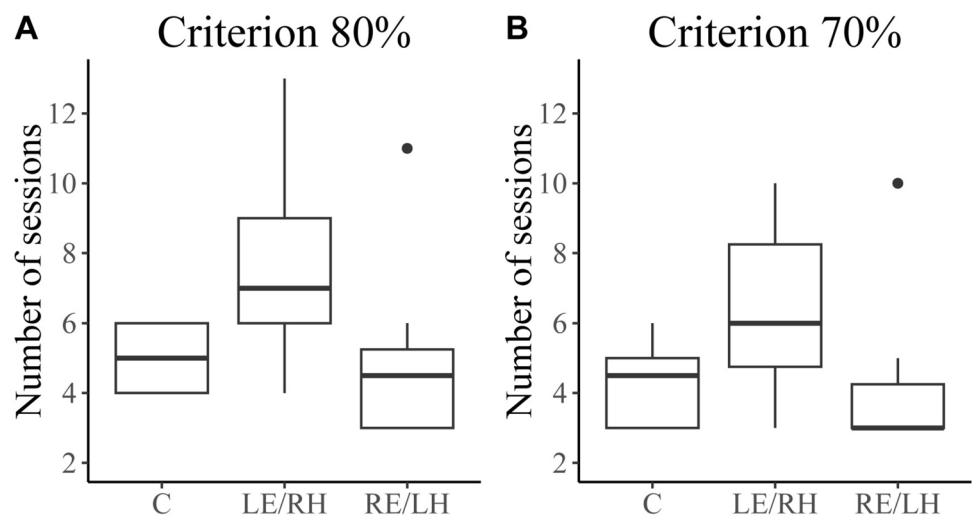 A Criterion 80%
Number of sessions
12
10
8
6
4
2
C LE/RH RE/LH
B Criterion 70%
Number of sessions
12
10
8
6
4
2
C LE/RH RE/LH